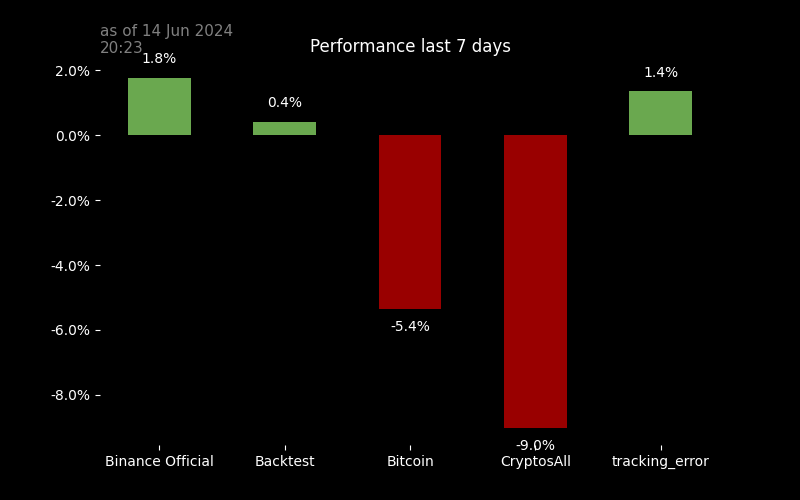 as of 14 Jun 2024
20:23
Performance last 7 days
1.8%
0.4%
1.4%
2.0%
0.0%
-2.0%
-4.0%
-6.0%
-8.0%
-5.4%
-9.0%
Binance Official
Backtest
Bitcoin
CryptosAll
tracking_error